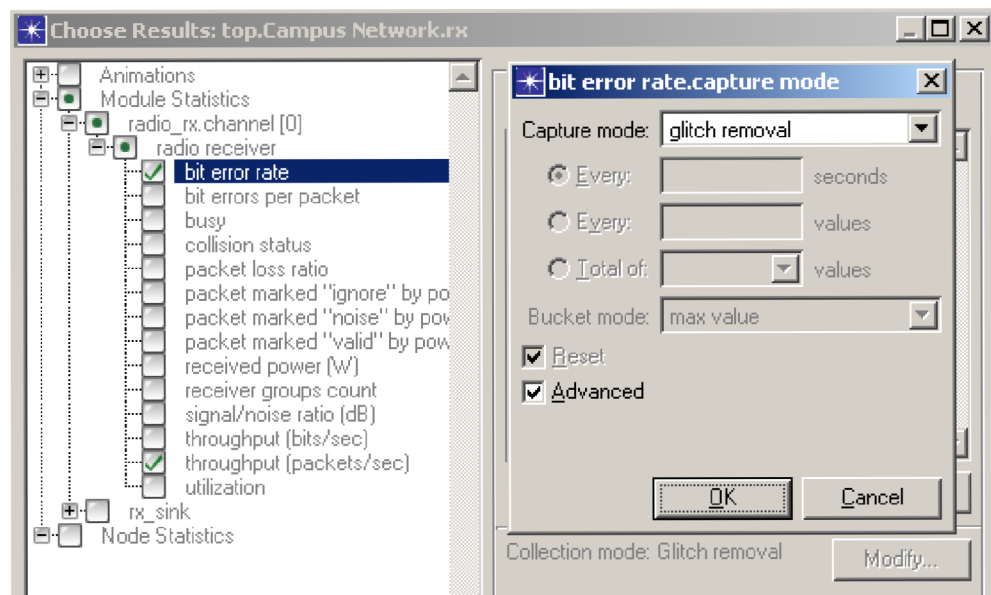 Choose Results: top.Campus Network.rx
Animations
Module Statistics
radio_rx.channel [0]
radio receiver
bit error rate
bit errors per packet
busy
collision status
packet loss ratio
packet marked "ignore" by po
packet marked "noise" by pow
packet marked "valid" by pow
received power (W)
receiver groups count
signal/noise ratio (dB)
throughput (bits/sec)
throughput (packets/sec)
utilization
rx_sink
Node Statistics
bit error rate.capture mode
Capture mode: glitch removal
Every: seconds
Every: values
Total of: values
Bucket mode: max value
Reset
Advanced
OK Cancel
Collection mode: Glitch removal Modify...